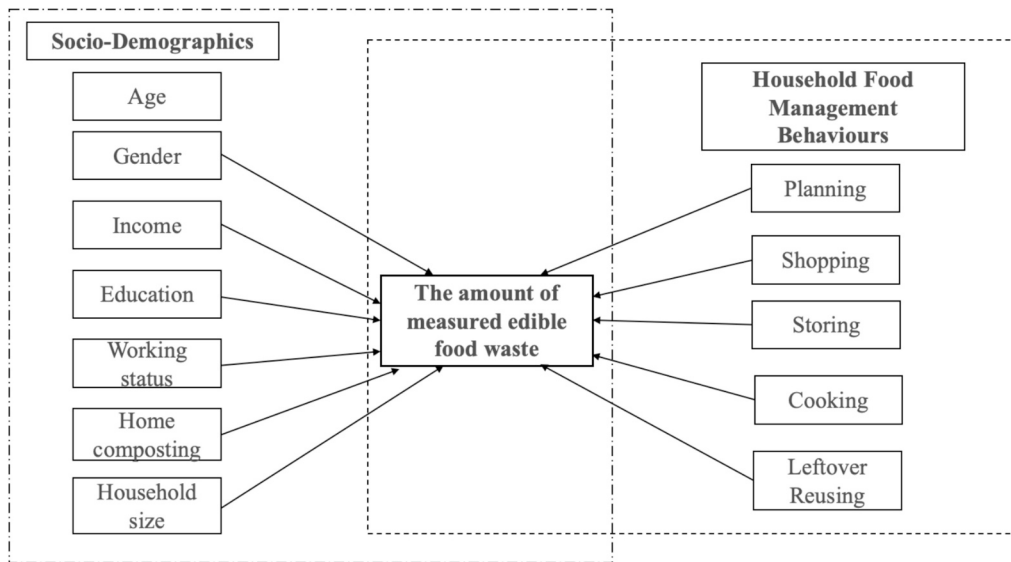 Socio-Demographics
Age
Gender
Income
Education
Working
status
Home
composting
Household
size
The amount of
measured edible
food waste
Household Food
Management
Behaviours
Planning
Shopping
Storing
Cooking
Leftover
Reusing